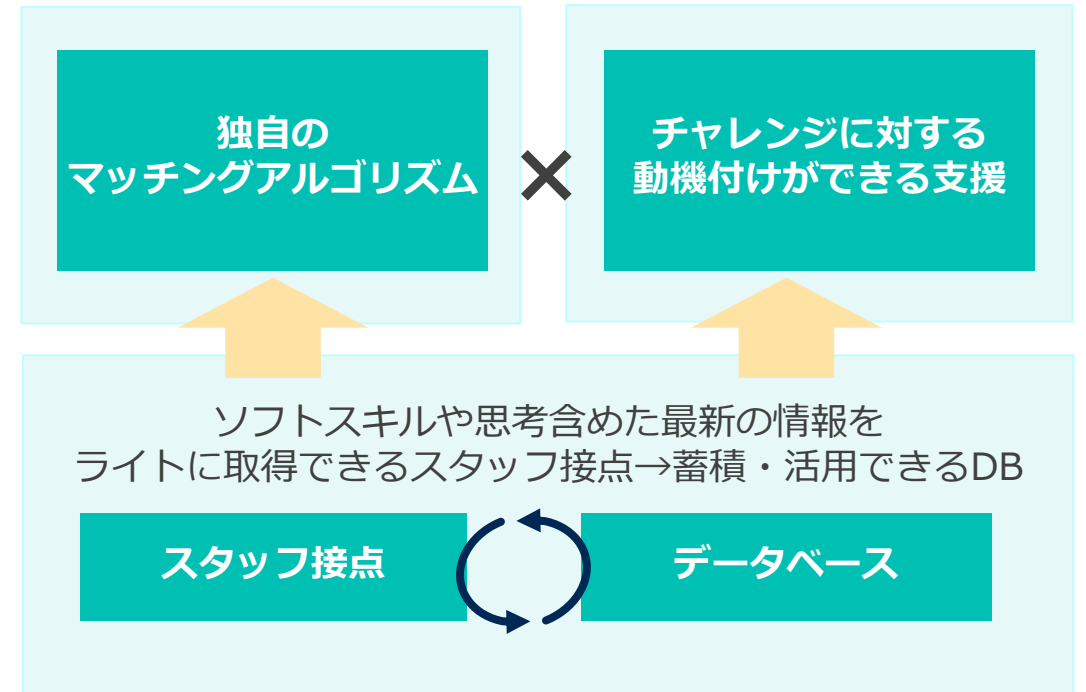 独自の
マッチングアルゴリズム
×
チャレンジに対する
動機付けができる支援
ソフトスキルや思考含めた最新の情報を
ライトに取得できるスタッフ接点→蓄積・活用できるDB
スタッフ接点
データベース